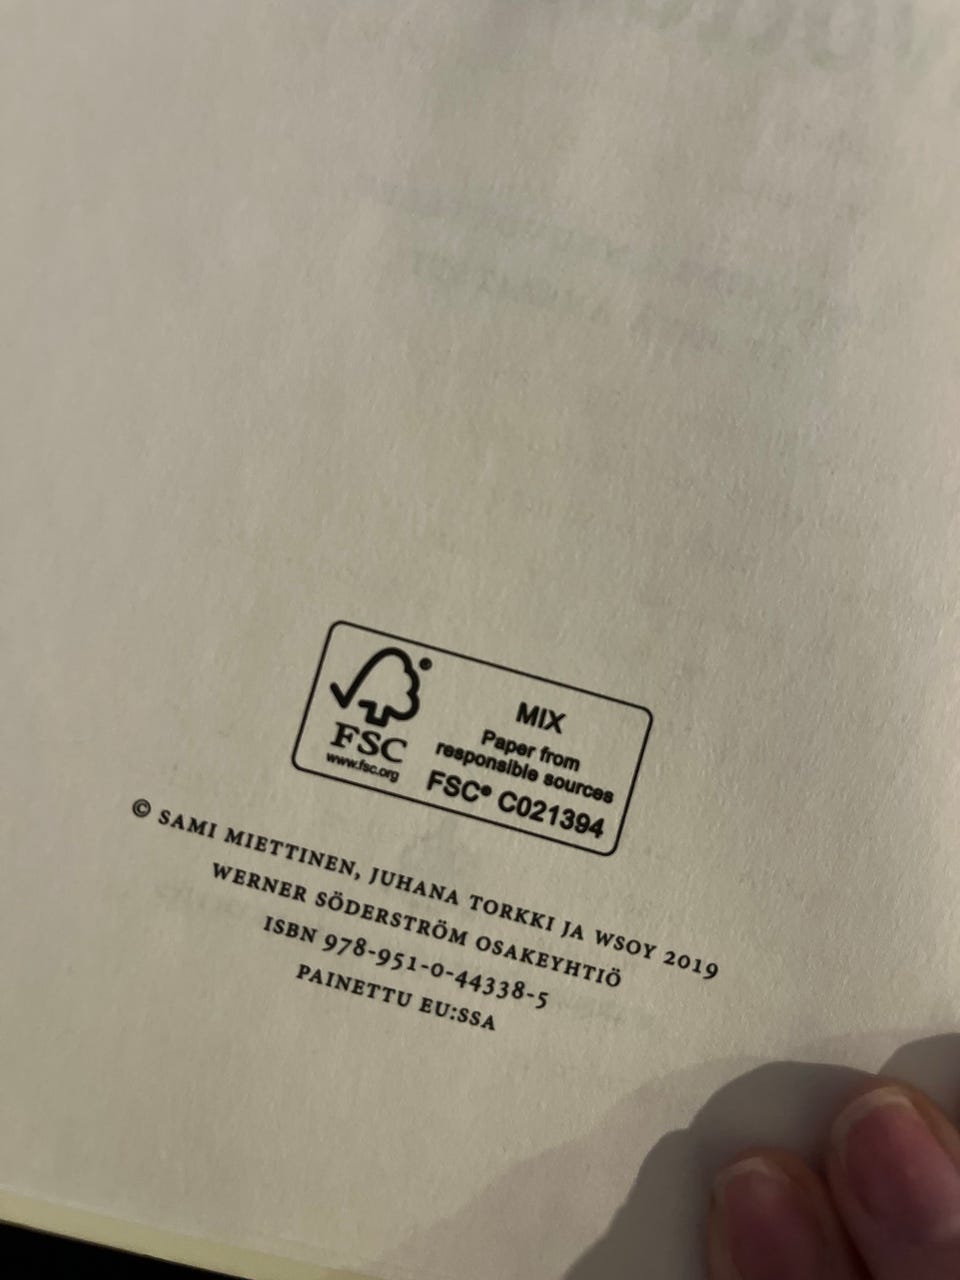 MIX
Paper from
responsible sources
FSC® C021394
FSC
www.fsc.org
© SAMI MIETTINEN, JUHANA TORKKI JA WSOY 2019
WERNER SÖDERSTRÖM OSAKEYHTIÖ
ISBN 978-951-0-44338-5
PAINETTU EU:SSA